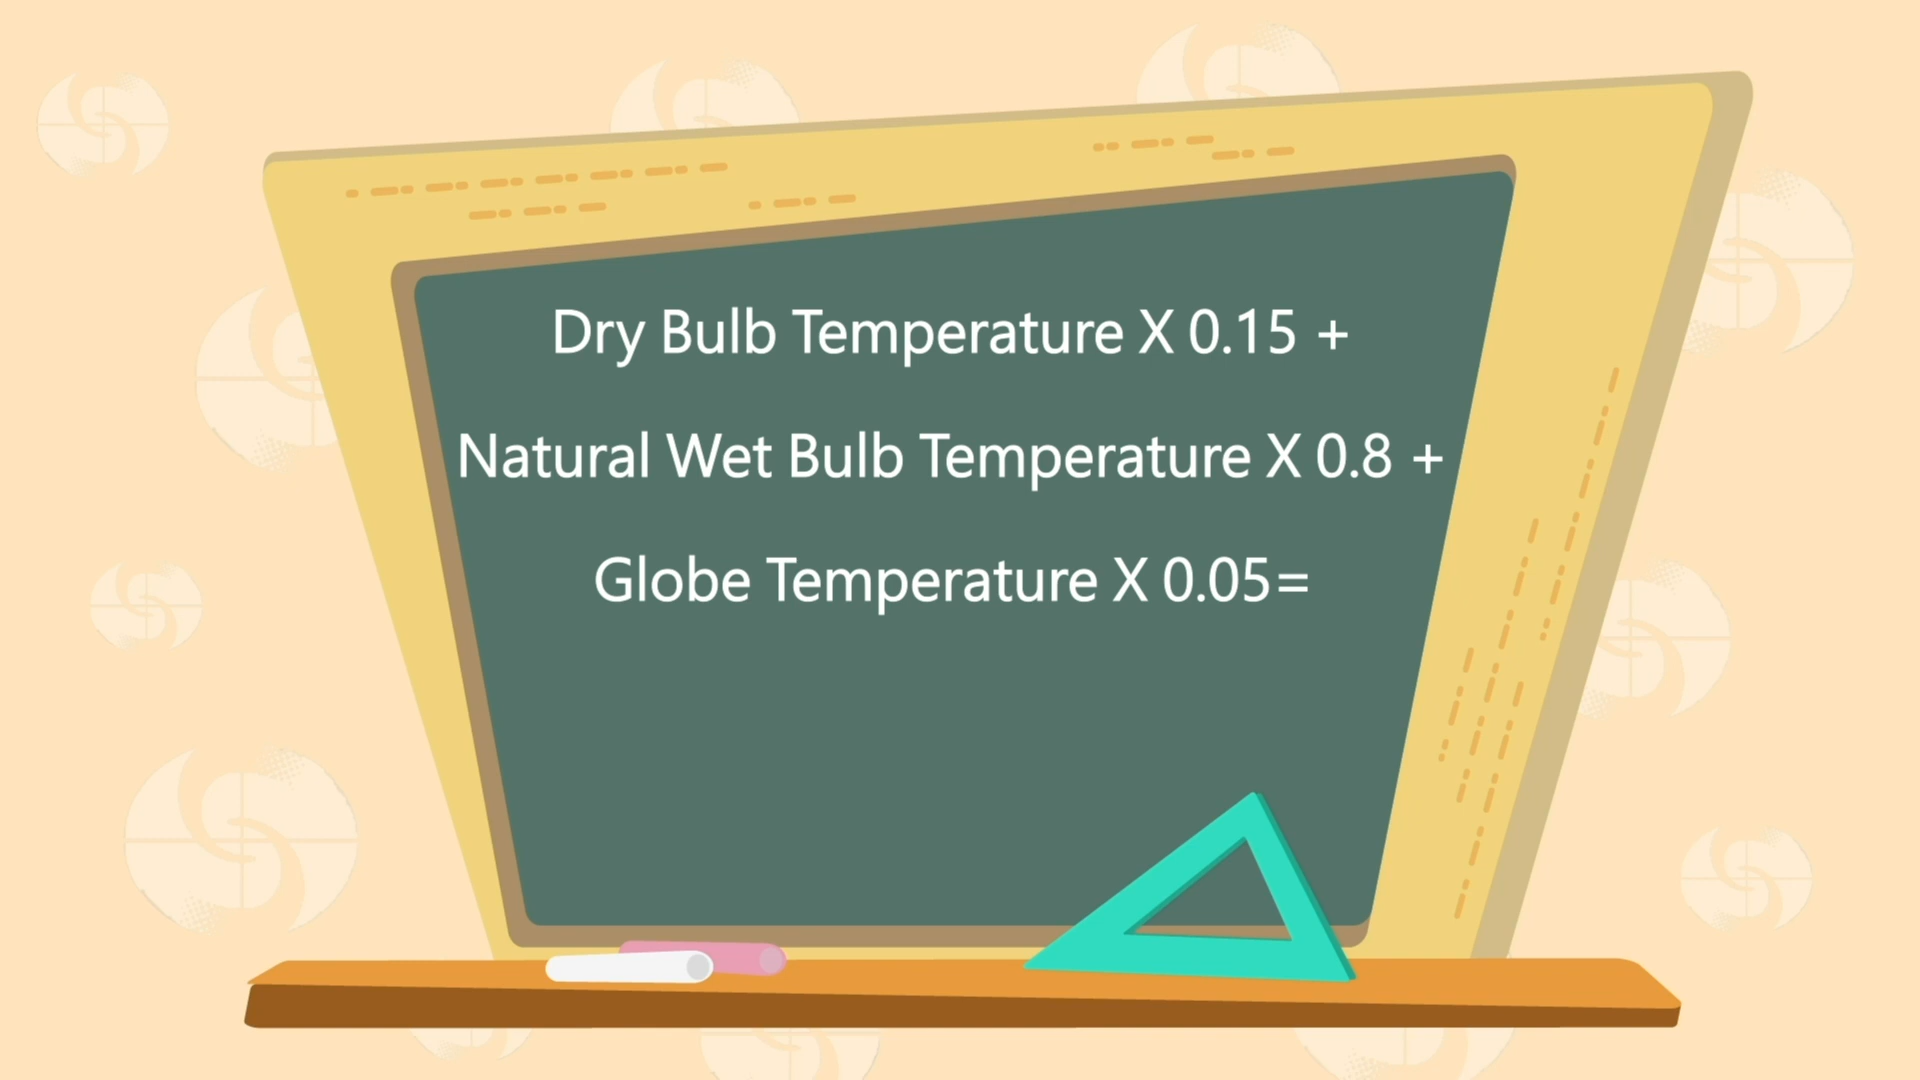 Dry Bulb Temperature X 0.15 +
Natural Wet Bulb Temperature X 0.8 +
Globe Temperature X 0.05=